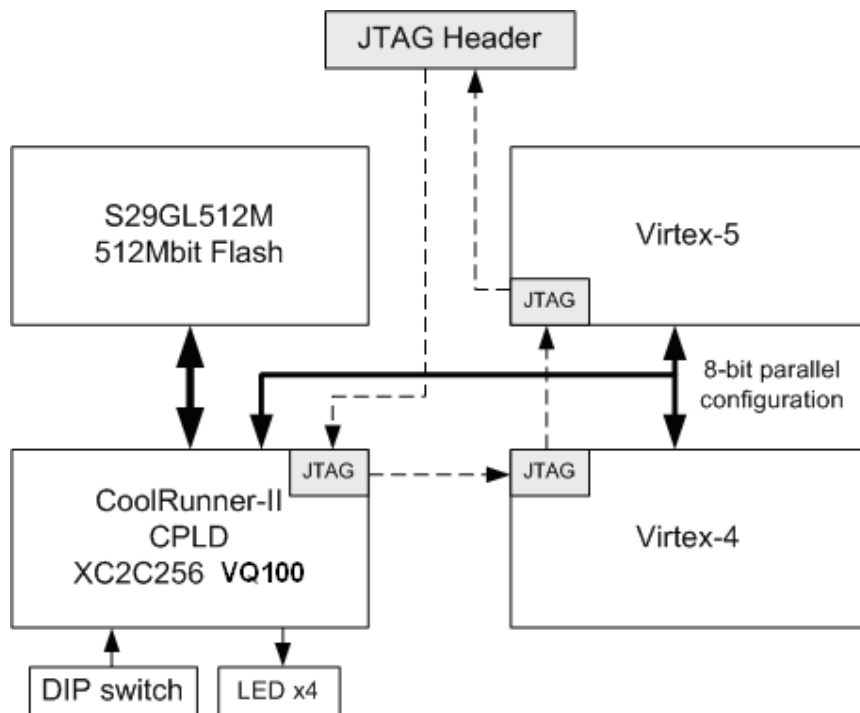 JTAG Header
S29GL512M
512Mbit Flash
Virtex-5
JTAG
8-bit parallel
configuration
JTAG
JTAG
CoolRunner-II
CPLD
XC2C256 VQ100
Virtex-4
DIP switch
LED x4